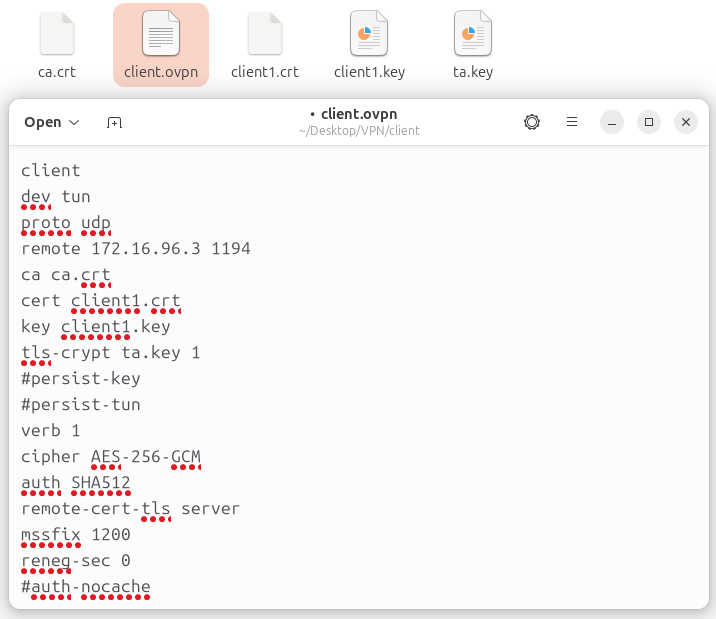 ca.crt
client.ovpn
client1.crt
client1.key
ta.key
Open
• client.ovpn
~/Desktop/VPN/client
client
dev tun
proto udp
remote 172.16.96.3 1194
ca ca.crt
cert client1.crt
key client1.key
tls-crypt ta.key 1
#persist-key
#persist-tun
verb 1
cipher AES-256-GCM
auth SHA512
remote-cert-tls server
mssfix 1200
reneg-sec 0
#auth-nocache